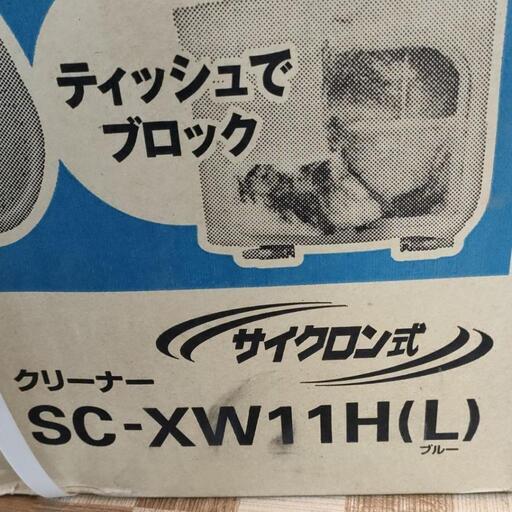 ティッシュで
ブロック
サイクロン式
クリーナー
SC-XW11H(L)
ブルー